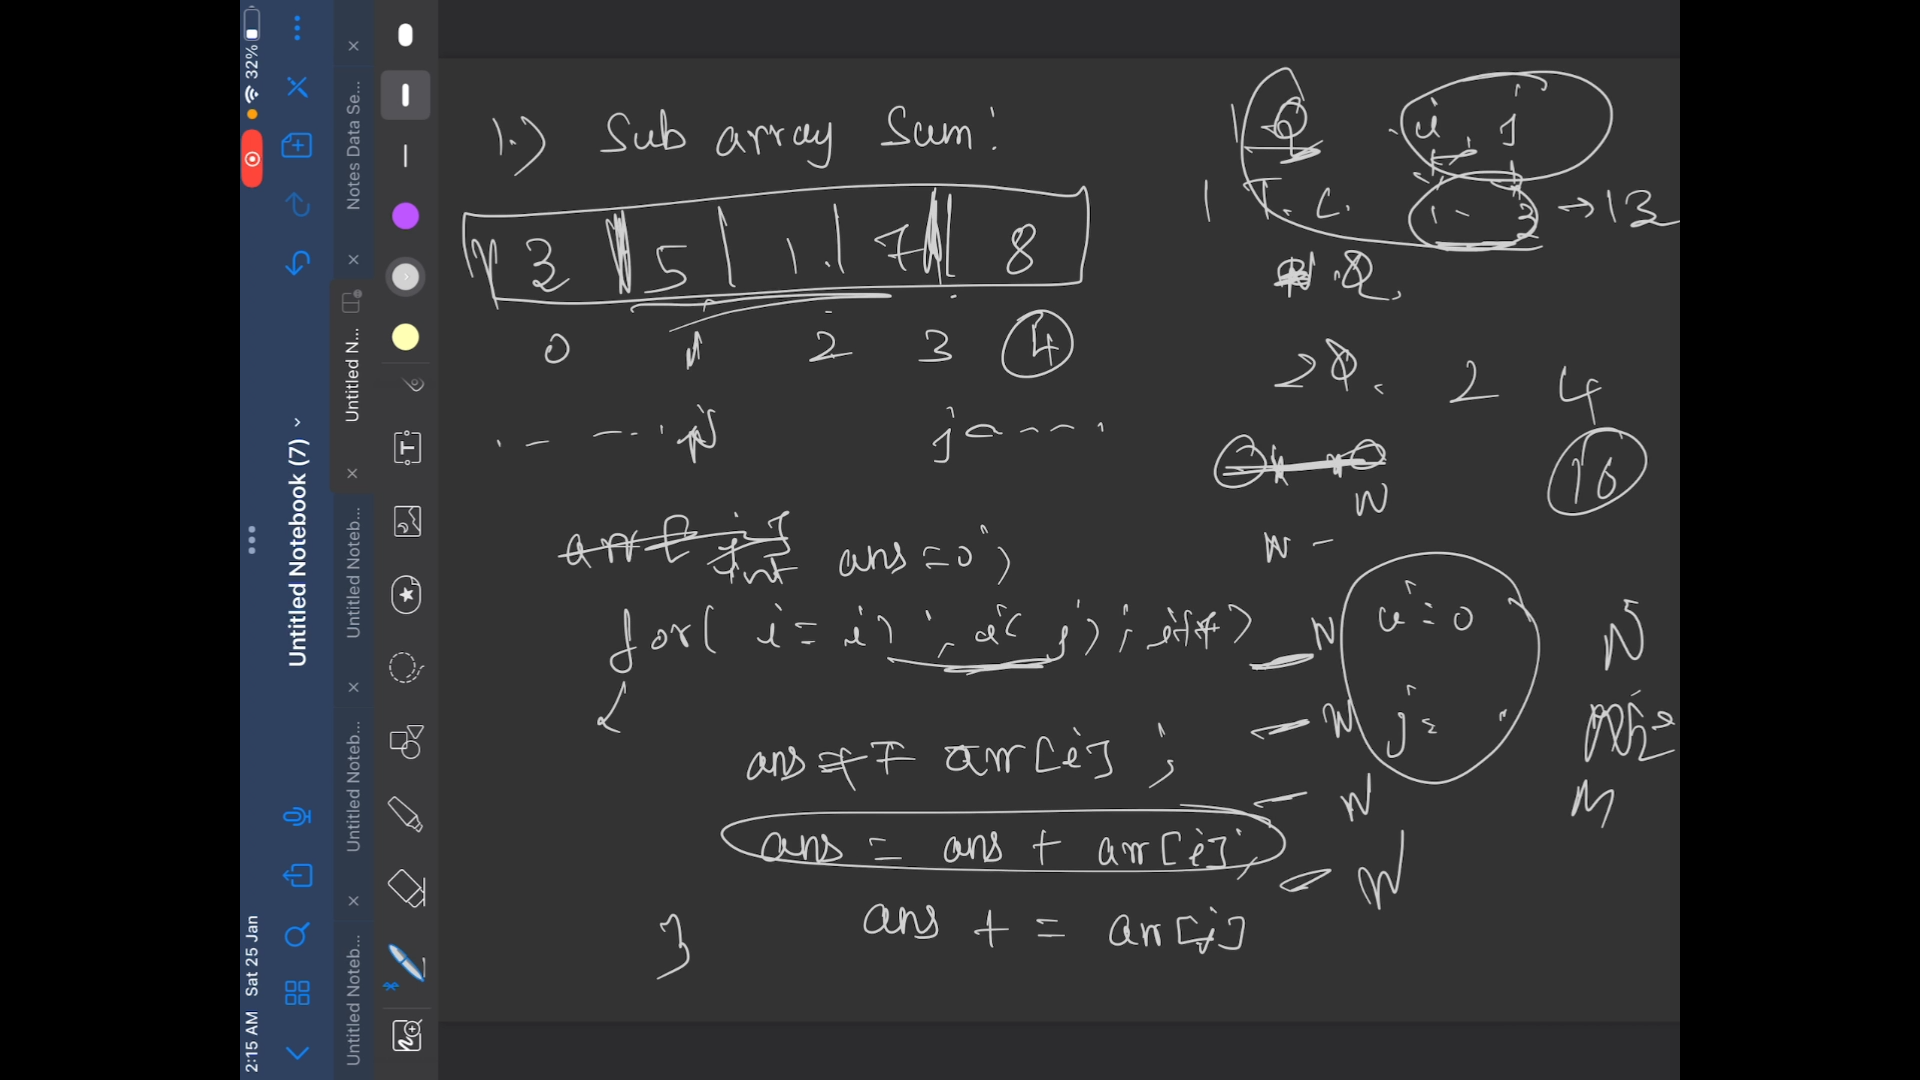 2:15 AM Sat 25 Jan
32%
Untitled Notebook (7)
Notes Data Se...
Untitled N...
Untitled Noteb...
Untitled Noteb...
Untitled Noteb...
1.) Sub array Sum:
3 5 1 7 8
0 1 2 3 4
Q i j
1 T.C. 1 - 3 → 13
Q.
2Q. 2 4
16
N
N -
int ans = 0;
for( i = i ; i < j ; i++ ) - N
{
i = 0
j =
N
ans =+ arr[i] ; - N
- N
ans = ans + arr[i]; - N
ans += arr[i]
}